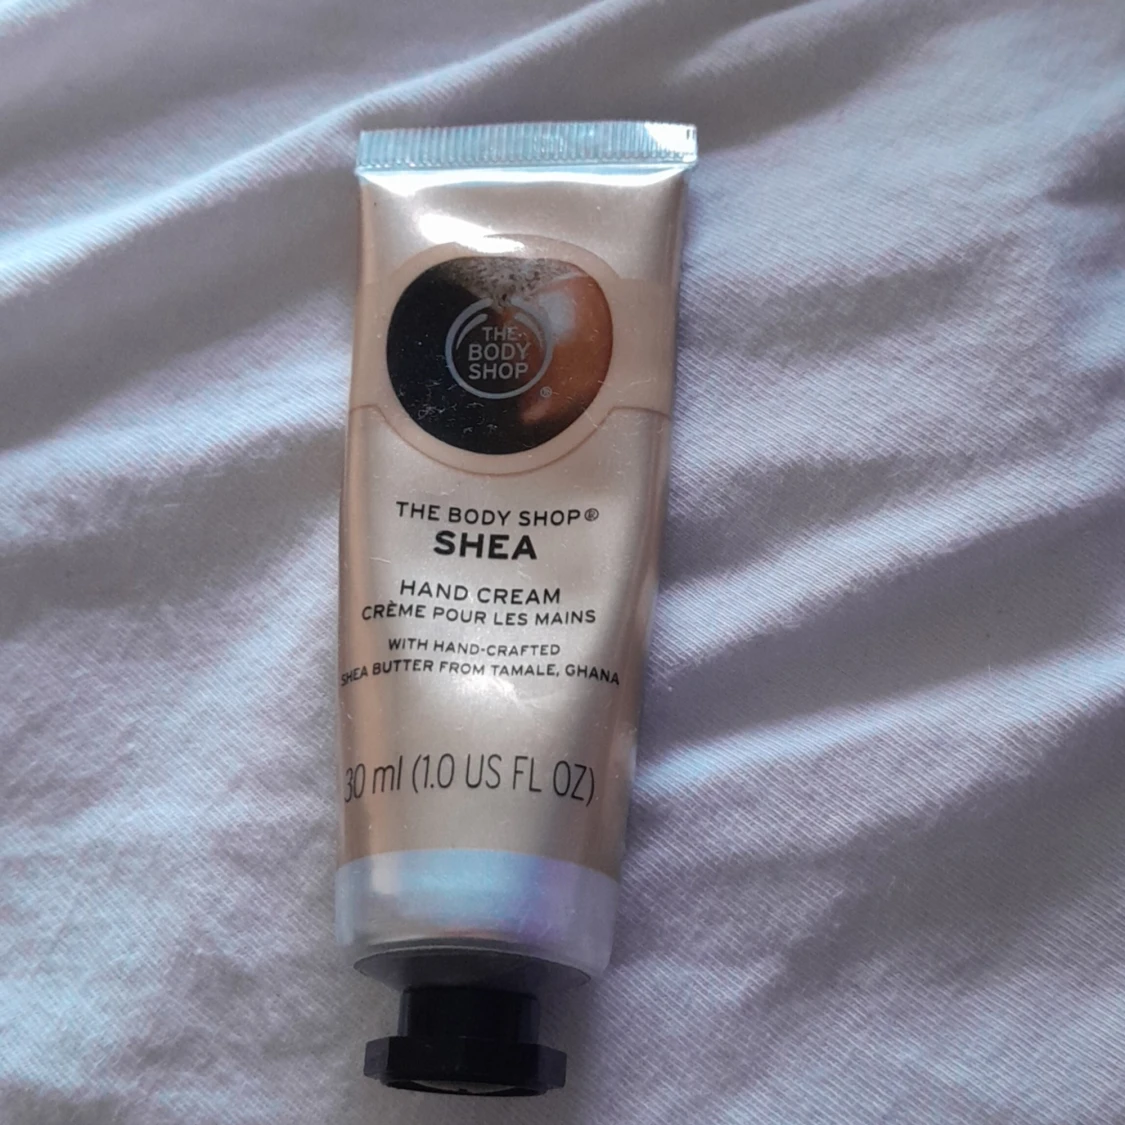 THE
BODY
SHOP
®
THE BODY SHOP®
SHEA
HAND CREAM
CRÈME POUR LES MAINS
WITH HAND-CRAFTED
SHEA BUTTER FROM TAMALE, GHANA
30 ml (1.0 US FL OZ)